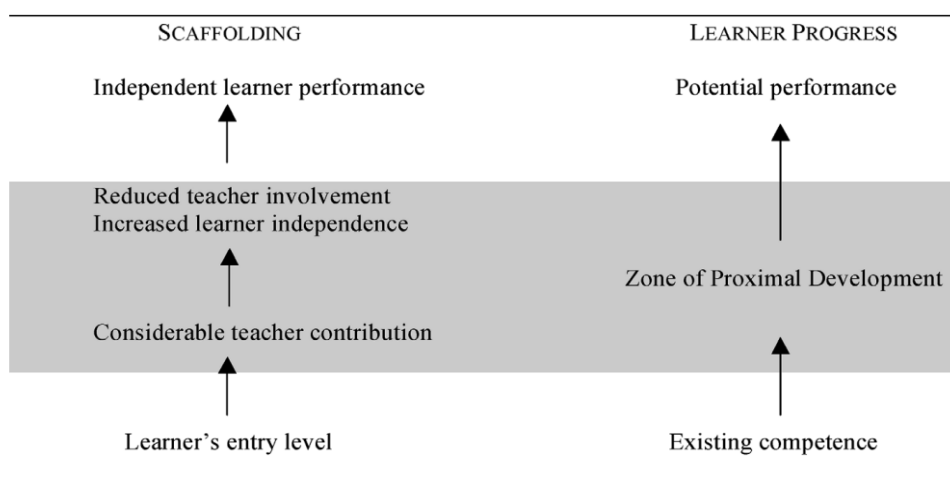 SCAFFOLDING
LEARNER PROGRESS
Independent learner performance
Potential performance
Reduced teacher involvement
Increased learner independence
Zone of Proximal Development
Considerable teacher contribution
Learner’s entry level
Existing competence